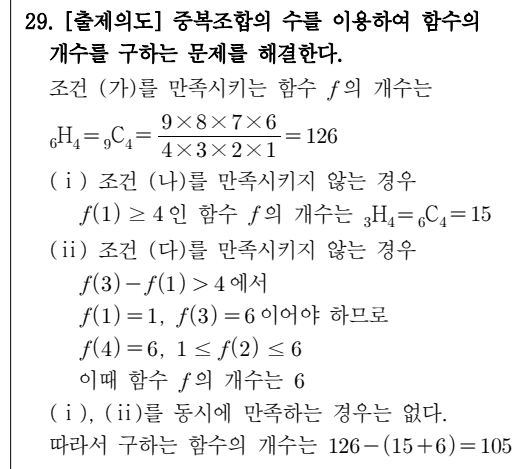 29. [출제의도] 중복조합의 수를 이용하여 함수의
개수를 구하는 문제를 해결한다.
조건 (가)를 만족시키는 함수 f의 개수는
₆H₄ = ₉C₄ = (9×8×7×6)/(4×3×2×1) = 126
(ⅰ) 조건 (나)를 만족시키지 않는 경우
f(1) ≥ 4인 함수 f의 개수는 ₃H₄ = ₆C₄ = 15
(ⅱ) 조건 (다)를 만족시키지 않는 경우
f(3) − f(1) > 4에서
f(1) = 1, f(3) = 6이어야 하므로
f(4) = 6, 1 ≤ f(2) ≤ 6
이때 함수 f의 개수는 6
(ⅰ), (ⅱ)를 동시에 만족하는 경우는 없다.
따라서 구하는 함수의 개수는 126 − (15 + 6) = 105